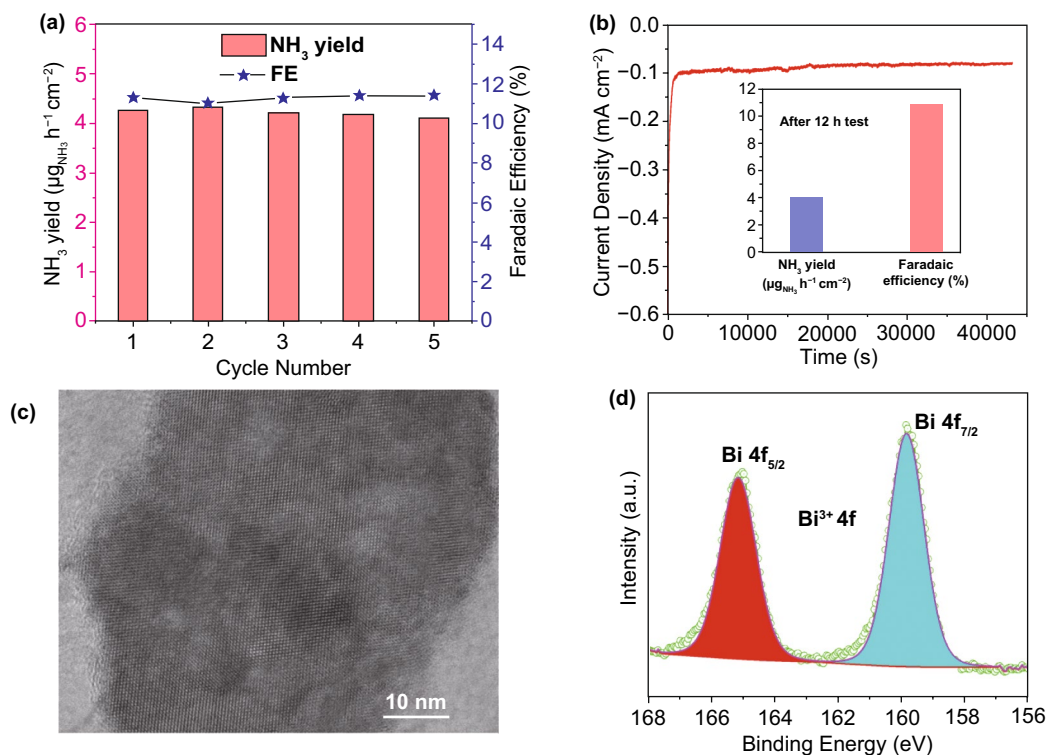 (a)
NH₃ yield
FE
6
5
4
3
2
1
0
NH₃ yield (µg_NH₃ h⁻¹ cm⁻²)
14
12
10
8
6
4
2
0
Faradaic Efficiency (%)
1 2 3 4 5
Cycle Number
(b)
0.0
−0.1
−0.2
−0.3
−0.4
−0.5
−0.6
Current Density (mA cm⁻²)
0 10000 20000 30000 40000
Time (s)
After 12 h test
12
10
8
6
4
2
0
NH₃ yield
(µg_NH₃ h⁻¹ cm⁻²)
Faradaic
efficiency (%)
(c)
10 nm
(d)
Bi 4f₇/₂
Bi 4f₅/₂
Bi³⁺ 4f
Intensity (a.u.)
168 166 164 162 160 158 156
Binding Energy (eV)